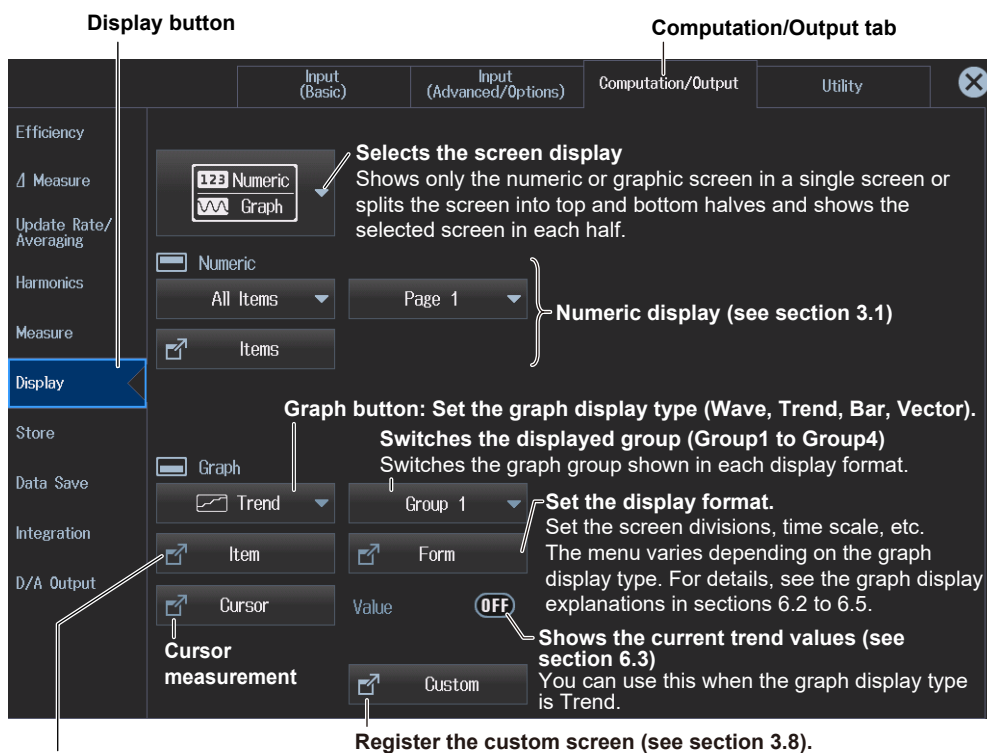 Display button
Computation/Output tab
Input
(Basic)
Input
(Advanced/Options)
Computation/Output
Utility
Efficiency
Δ Measure
Update Rate/
Averaging
Harmonics
Measure
Display
Store
Data Save
Integration
D/A Output
123 Numeric
Graph
Selects the screen display
Shows only the numeric or graphic screen in a single screen or
splits the screen into top and bottom halves and shows the
selected screen in each half.
Numeric
All Items
Page 1
Items
Numeric display (see section 3.1)
Graph button: Set the graph display type (Wave, Trend, Bar, Vector).
Switches the displayed group (Group1 to Group4)
Switches the graph group shown in each display format.
Graph
Trend
Group 1
Item
Form
Set the display format.
Set the screen divisions, time scale, etc.
The menu varies depending on the graph
display type. For details, see the graph display
explanations in sections 6.2 to 6.5.
Cursor
Value
OFF
Cursor
measurement
Shows the current trend values (see
section 6.3)
You can use this when the graph display type
is Trend.
Custom
Register the custom screen (see section 3.8).